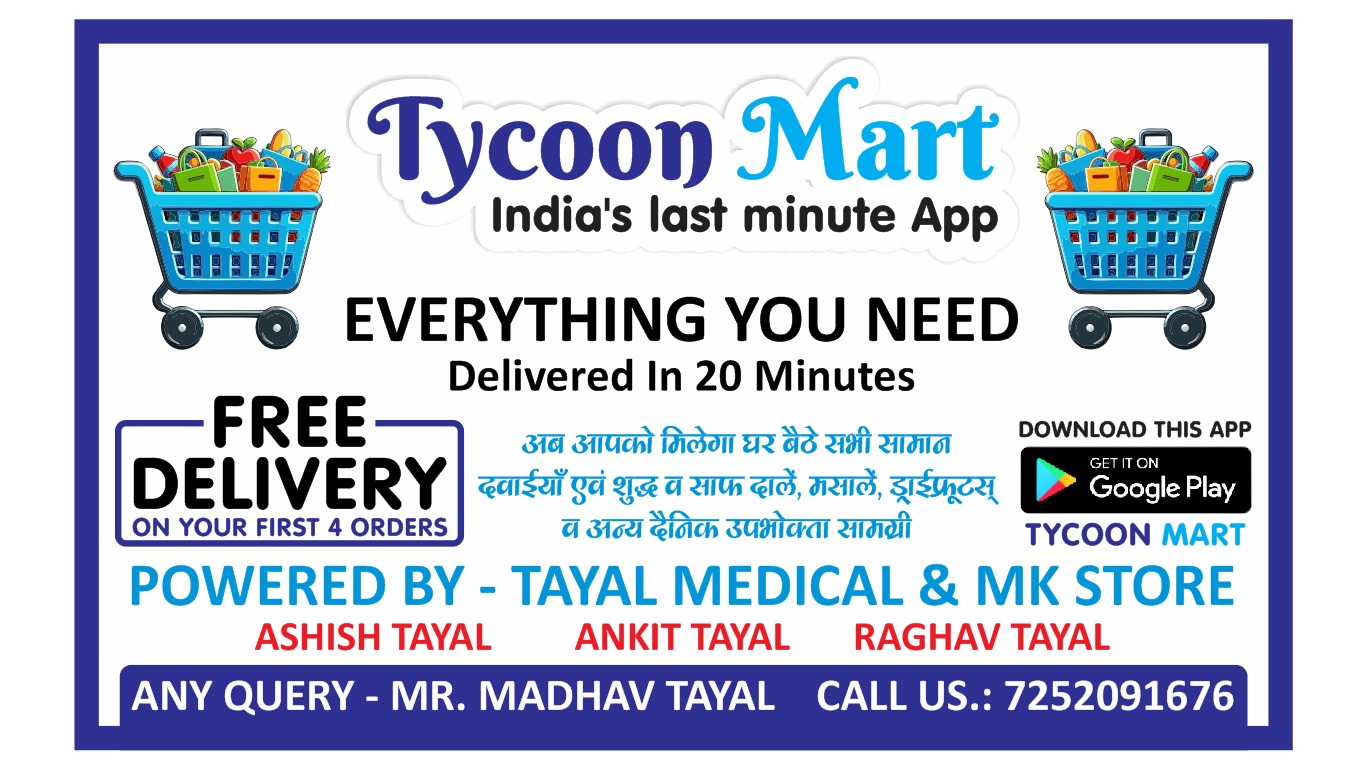 Tycoon Mart
India's last minute App
EVERYTHING YOU NEED
Delivered In 20 Minutes
FREE
DELIVERY
ON YOUR FIRST 4 ORDERS
अब आपको मिलेगा घर बैठे सभी सामान
दवाईयाँ एवं शुद्ध व साफ दालें, मसालें, ड्राईफ्रूटस्
व अन्य दैनिक उपभोक्ता सामग्री
DOWNLOAD THIS APP
GET IT ON
Google Play
TYCOON MART
POWERED BY - TAYAL MEDICAL & MK STORE
ASHISH TAYAL ANKIT TAYAL RAGHAV TAYAL
ANY QUERY - MR. MADHAV TAYAL CALL US.: 7252091676